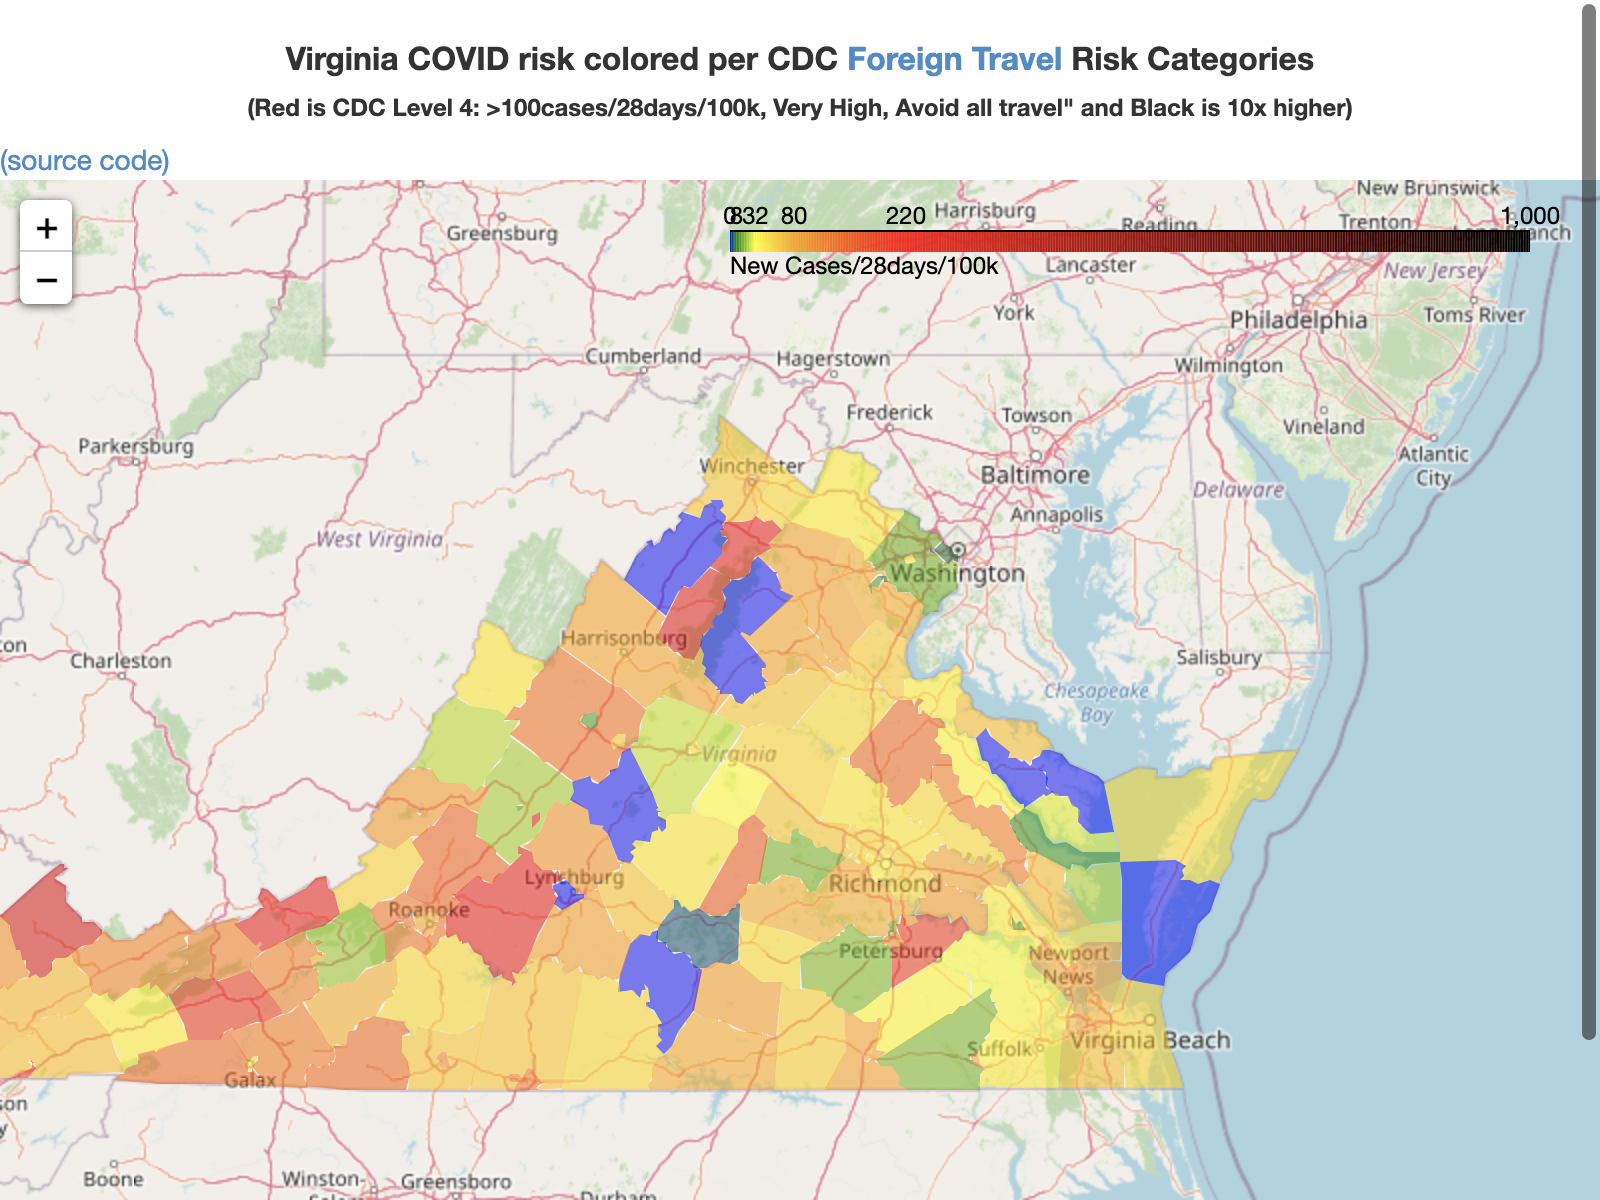 Virginia COVID risk colored per CDC Foreign Travel Risk Categories
(Red is CDC Level 4: >100cases/28days/100k, Very High, Avoid all travel" and Black is 10x higher)
(source code)
+
−
New Brunswick
0 8 32 80 220 1,000
Harrisburg
Reading
Trenton
Long Branch
Greensburg
New Cases/28days/100k
Lancaster
New Jersey
York
Philadelphia
Toms River
Cumberland
Hagerstown
Wilmington
Frederick
Towson
Vineland
Parkersburg
Winchester
Baltimore
Atlantic
City
Delaware
Annapolis
West Virginia
Washington
Harrisonburg
Charleston
Salisbury
Chesapeake
Bay
Virginia
Lynchburg
Richmond
Roanoke
Petersburg
Newport
News
Virginia Beach
Suffolk
Galax
son
y
Boone
Winston-
Salem
Greensboro
Durham